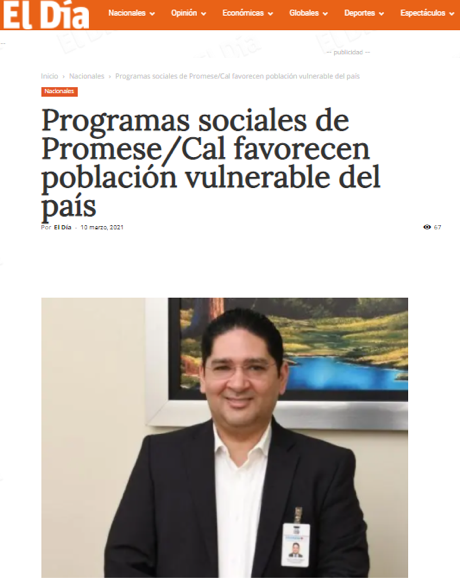 El Día
Nacionales Opinión Económicas Globales Deportes Espectáculos
— publicidad —
Inicio › Nacionales › Programas sociales de Promese/Cal favorecen población vulnerable del país
Nacionales
Programas sociales de
Promese/Cal favorecen
población vulnerable del
país
Por El Día - 10 marzo, 2021 67